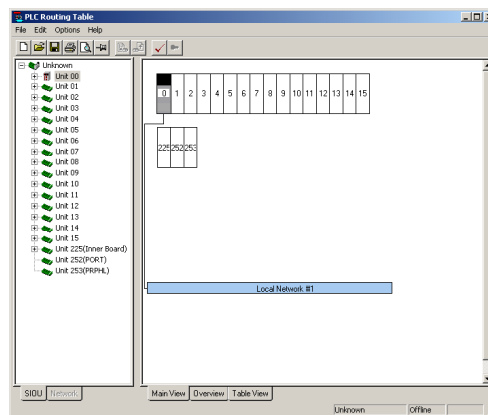 PLC Routing Table
File Edit Options Help
Unknown
Unit 00
Unit 01
Unit 02
Unit 03
Unit 04
Unit 05
Unit 06
Unit 07
Unit 08
Unit 09
Unit 10
Unit 11
Unit 12
Unit 13
Unit 14
Unit 15
Unit 225(Inner Board)
Unit 252(PORT)
Unit 253(PRPHL)
0 1 2 3 4 5 6 7 8 9 10 11 12 13 14 15
225 252 253
Local Network #1
SIOU Network
Main View Overview Table View
Unknown Offline